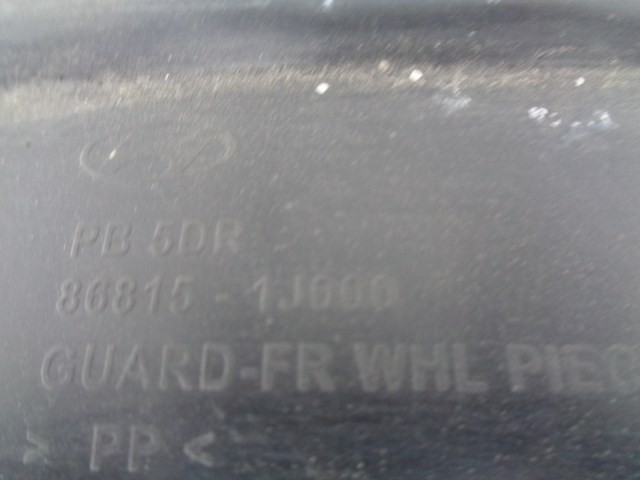 PB 5DR
86815 - 1J000
GUARD-FR WHL PIEC
> PP <